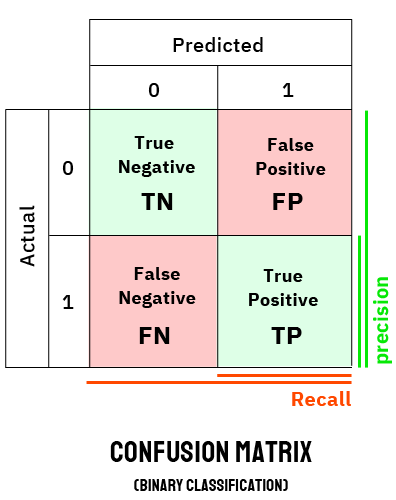 Predicted
0
1
Actual
0
True
Negative
TN
False
Positive
FP
1
False
Negative
FN
True
Positive
TP
precision
Recall
CONFUSION MATRIX
(BINARY CLASSIFICATION)